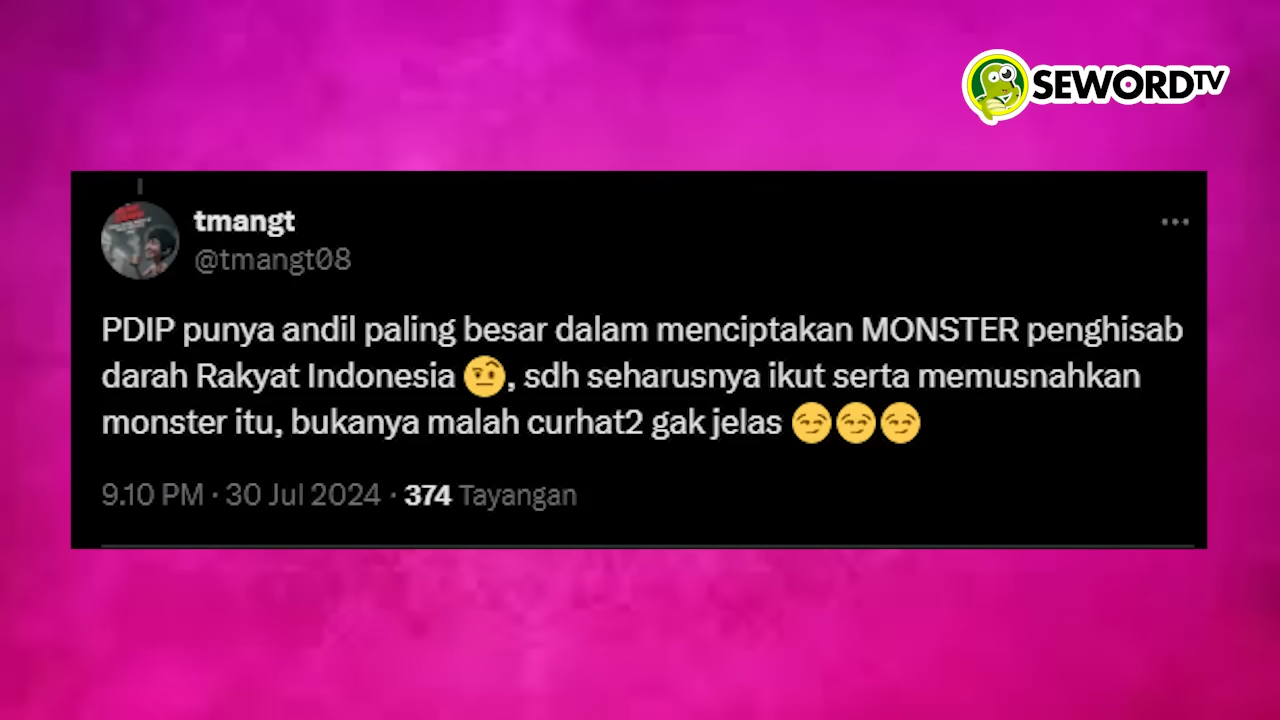 SEWORDTV
tmangt
@tmangt08
PDIP punya andil paling besar dalam menciptakan MONSTER penghisab
darah Rakyat Indonesia 🤨, sdh seharusnya ikut serta memusnahkan
monster itu, bukanya malah curhat2 gak jelas 😏😏😏
9.10 PM · 30 Jul 2024 · 374 Tayangan